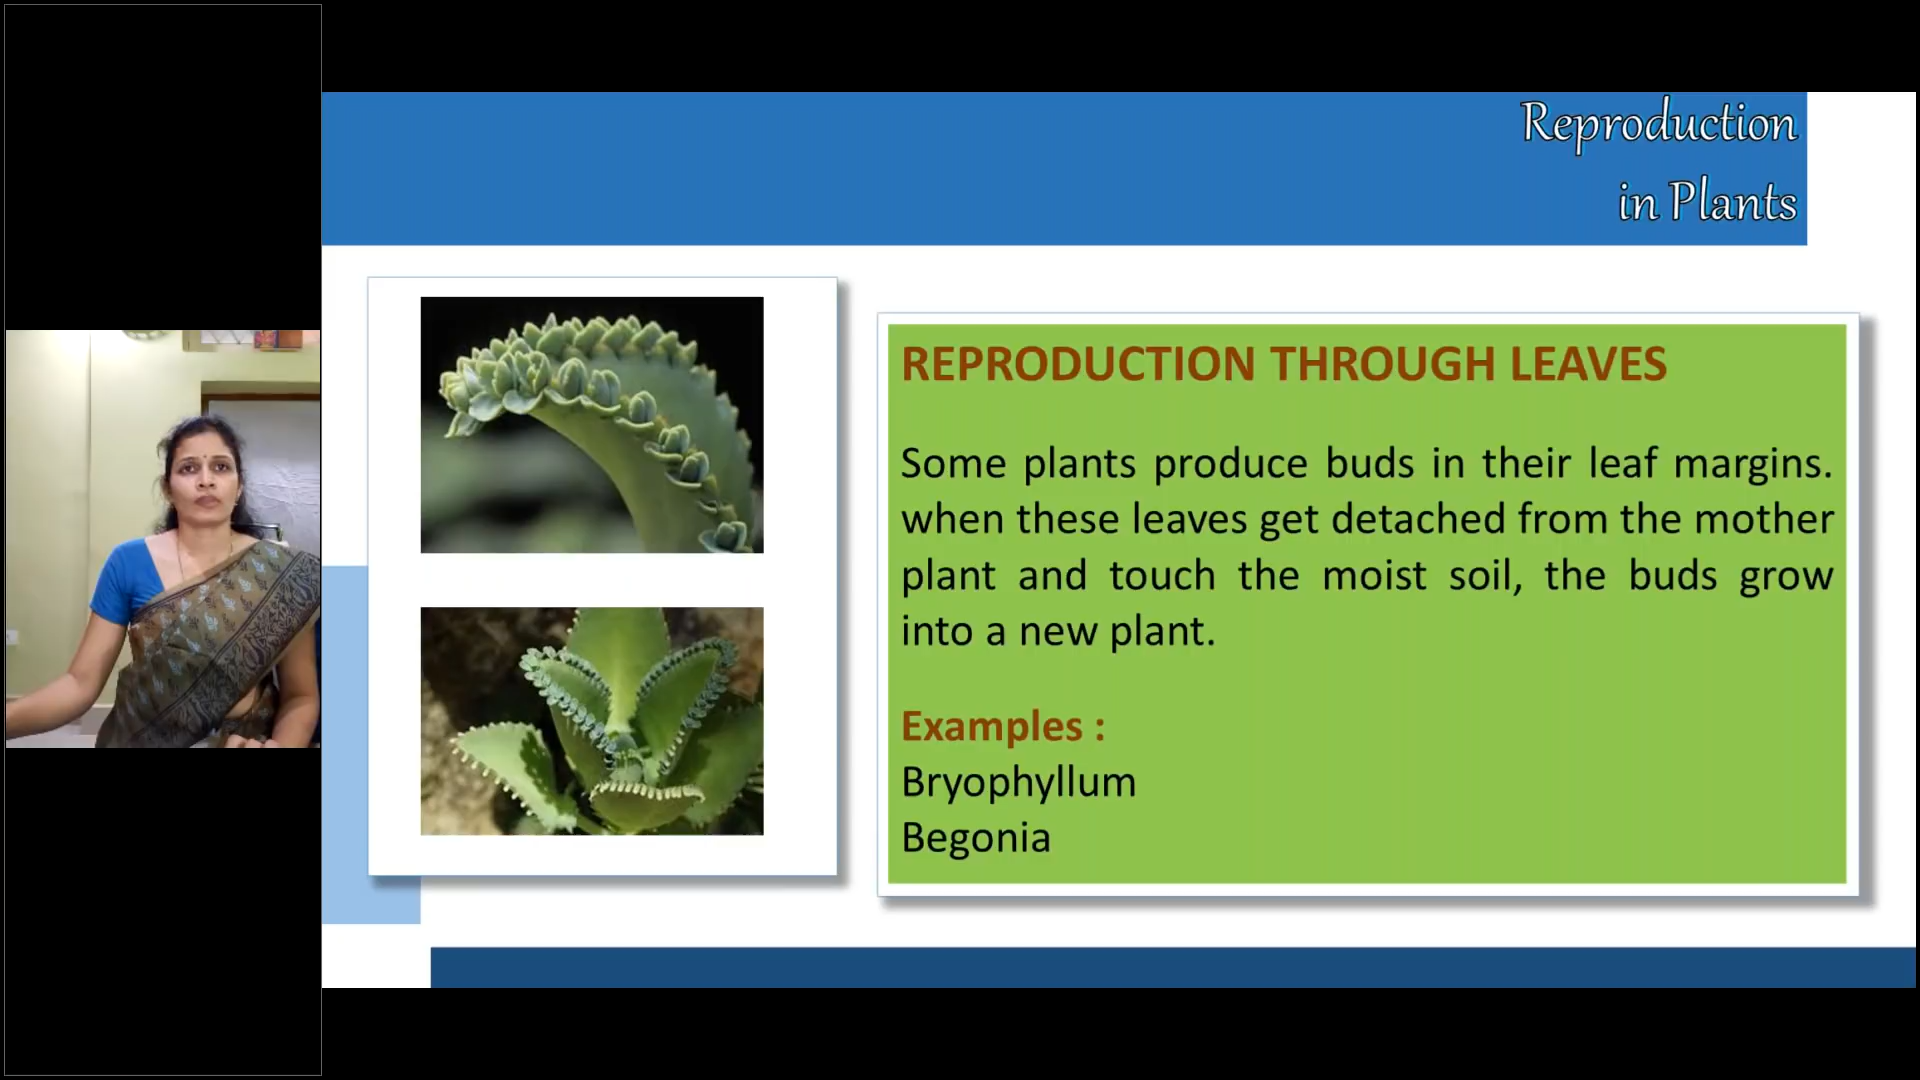 Reproduction
in Plants
REPRODUCTION THROUGH LEAVES
Some plants produce buds in their leaf margins.
when these leaves get detached from the mother
plant and touch the moist soil, the buds grow
into a new plant.
Examples :
Bryophyllum
Begonia